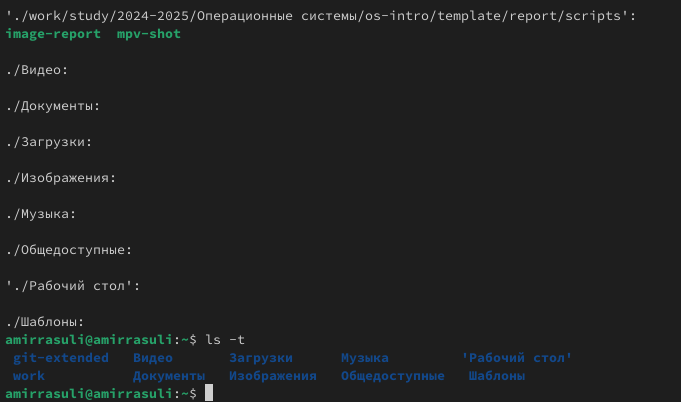 './work/study/2024-2025/Операционные системы/os-intro/template/report/scripts':
image-report  mpv-shot
./Видео:
./Документы:
./Загрузки:
./Изображения:
./Музыка:
./Общедоступные:
'./Рабочий стол':
./Шаблоны:
amirrasuli@amirrasuli:~$ ls -t
git-extended   Видео       Загрузки      Музыка         'Рабочий стол'
work           Документы   Изображения   Общедоступные   Шаблоны
amirrasuli@amirrasuli:~$